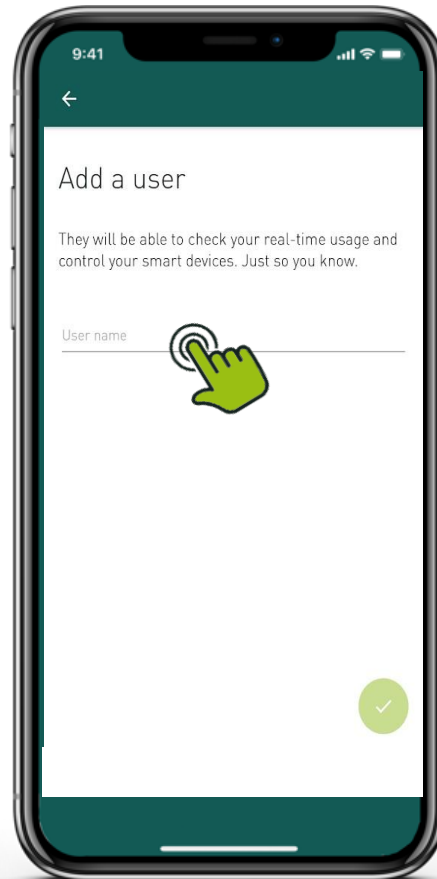 9:41
Add a user
They will be able to check your real-time usage and
control your smart devices. Just so you know.
User name